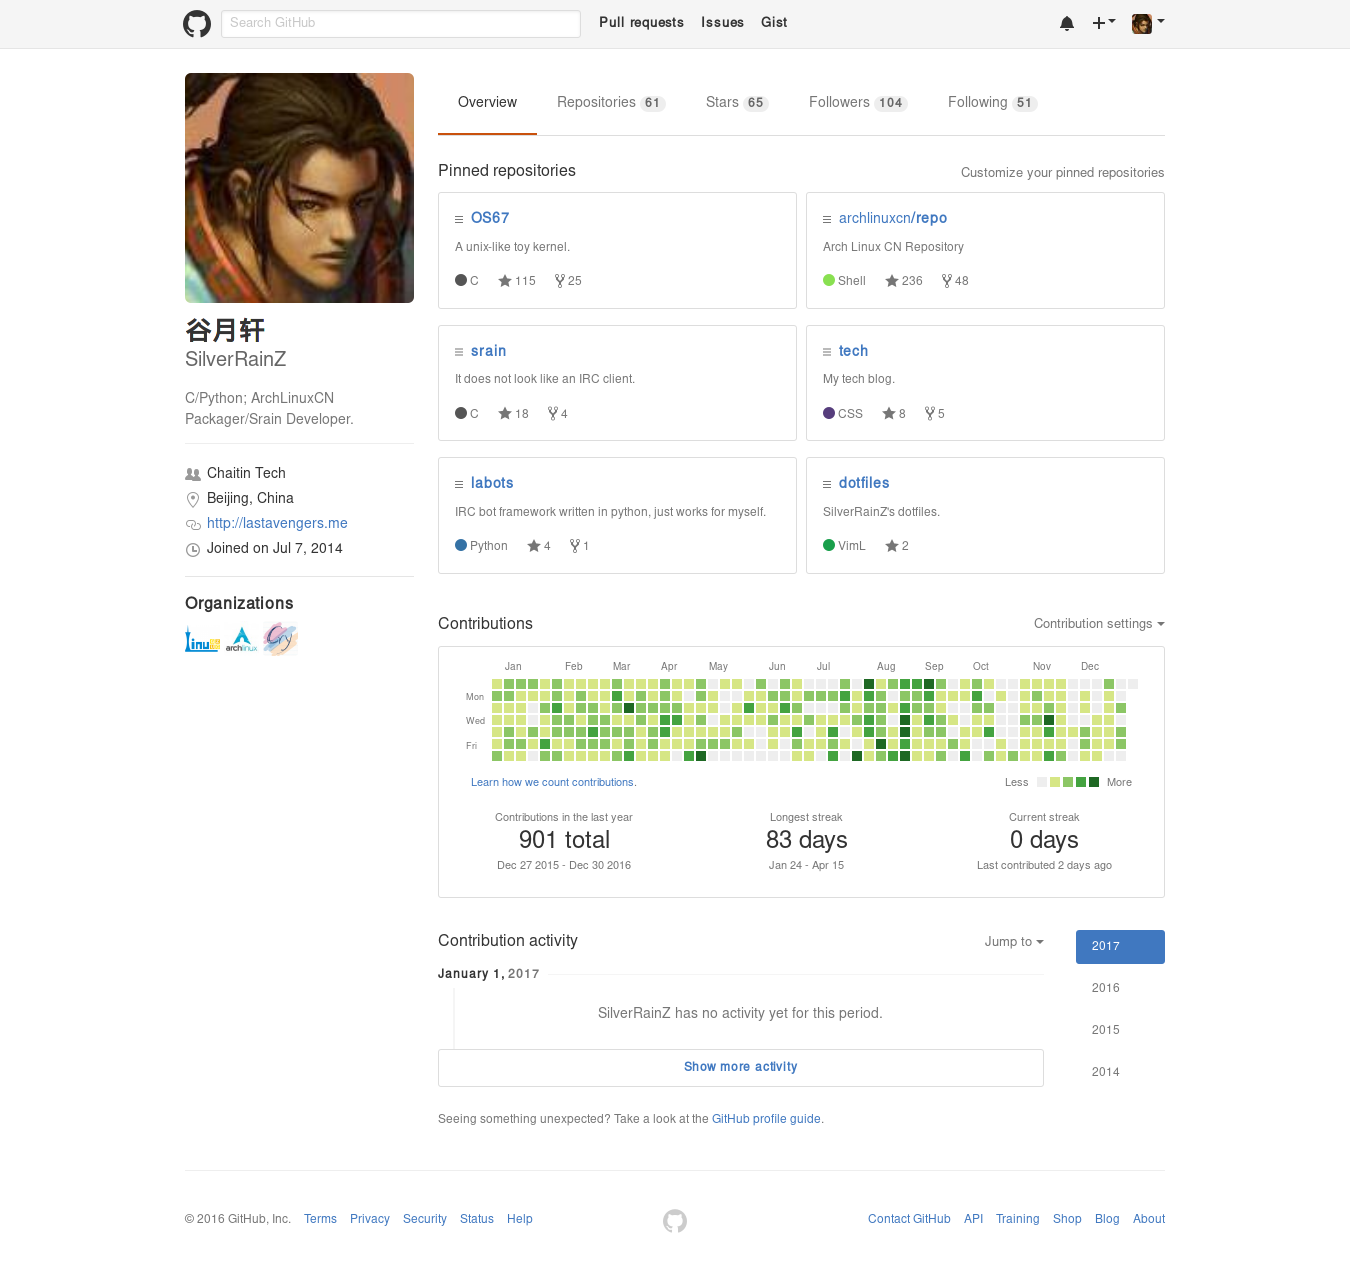 Search GitHub Pull requests Issues Gist
Overview Repositories 61 Stars 65 Followers 104 Following 51
谷月轩
SilverRainZ
C/Python; ArchLinuxCN
Packager/Srain Developer.
Chaitin Tech
Beijing, China
http://lastavengers.me
Joined on Jul 7, 2014
Organizations
Linux
archlinux
Cry
Pinned repositories Customize your pinned repositories
OS67
A unix-like toy kernel.
C 115 25
archlinuxcn/repo
Arch Linux CN Repository
Shell 236 48
srain
It does not look like an IRC client.
C 18 4
tech
My tech blog.
CSS 8 5
labots
IRC bot framework written in python, just works for myself.
Python 4 1
dotfiles
SilverRainZ's dotfiles.
VimL 2
Contributions Contribution settings
Jan Feb Mar Apr May Jun Jul Aug Sep Oct Nov Dec
Mon
Wed
Fri
Learn how we count contributions. Less More
Contributions in the last year
901 total
Dec 27 2015 - Dec 30 2016
Longest streak
83 days
Jan 24 - Apr 15
Current streak
0 days
Last contributed 2 days ago
Contribution activity Jump to
2017
2016
2015
2014
January 1, 2017
SilverRainZ has no activity yet for this period.
Show more activity
Seeing something unexpected? Take a look at the GitHub profile guide.
© 2016 GitHub, Inc. Terms Privacy Security Status Help Contact GitHub API Training Shop Blog About